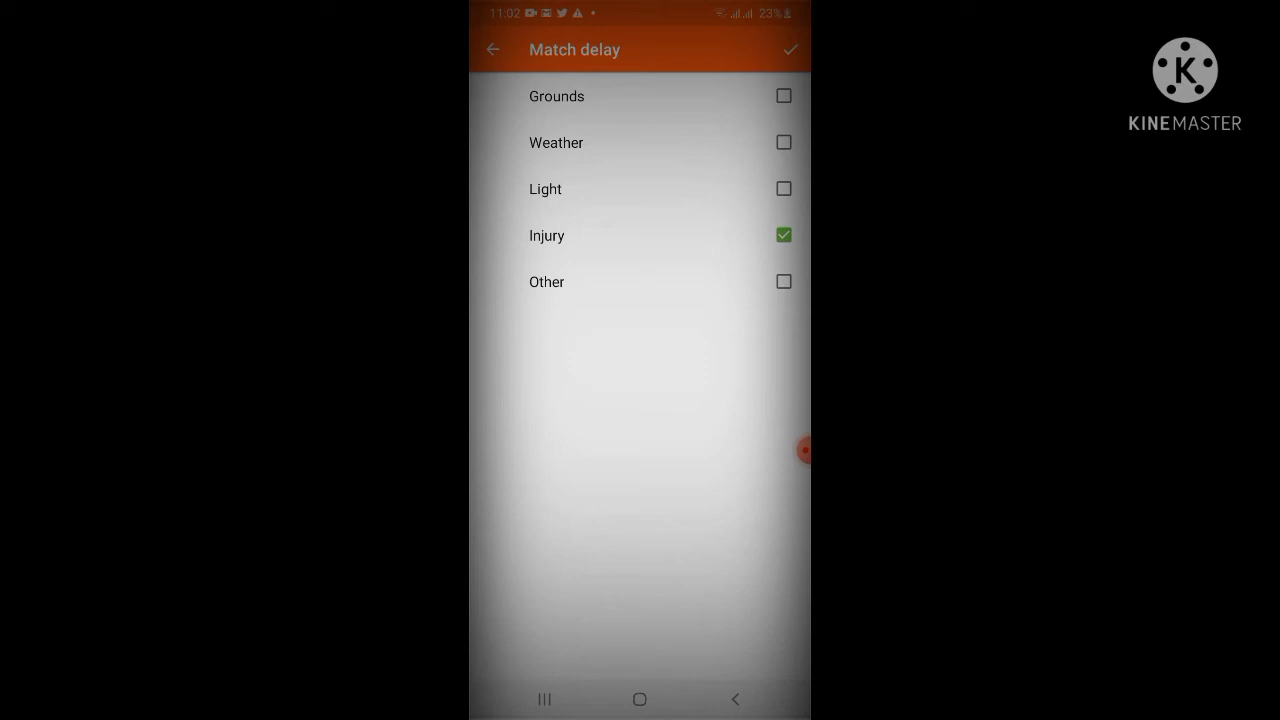 11:02
23%
Match delay
K
KINEMASTER
Grounds
Weather
Light
Injury
Other